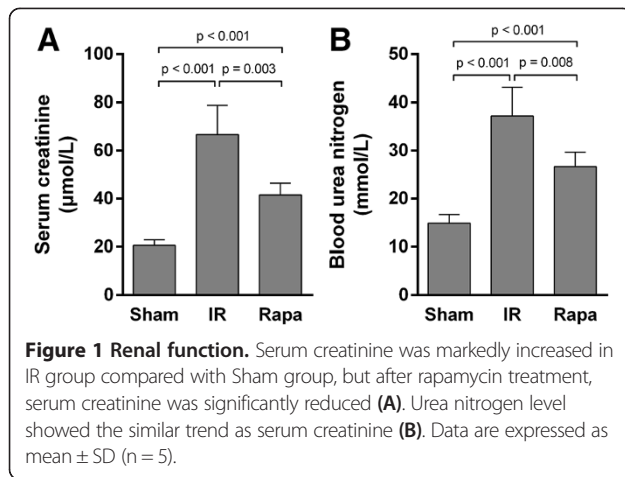 A
B
p < 0.001
p < 0.001 p = 0.003
Serum creatinine
(μmol/L)
100
80
60
40
20
0
Sham IR Rapa
p < 0.001
p < 0.001 p = 0.008
Blood urea nitrogen
(mmol/L)
50
40
30
20
10
0
Sham IR Rapa
Figure 1 Renal function. Serum creatinine was markedly increased in
IR group compared with Sham group, but after rapamycin treatment,
serum creatinine was significantly reduced (A). Urea nitrogen level
showed the similar trend as serum creatinine (B). Data are expressed as
mean ± SD (n = 5).